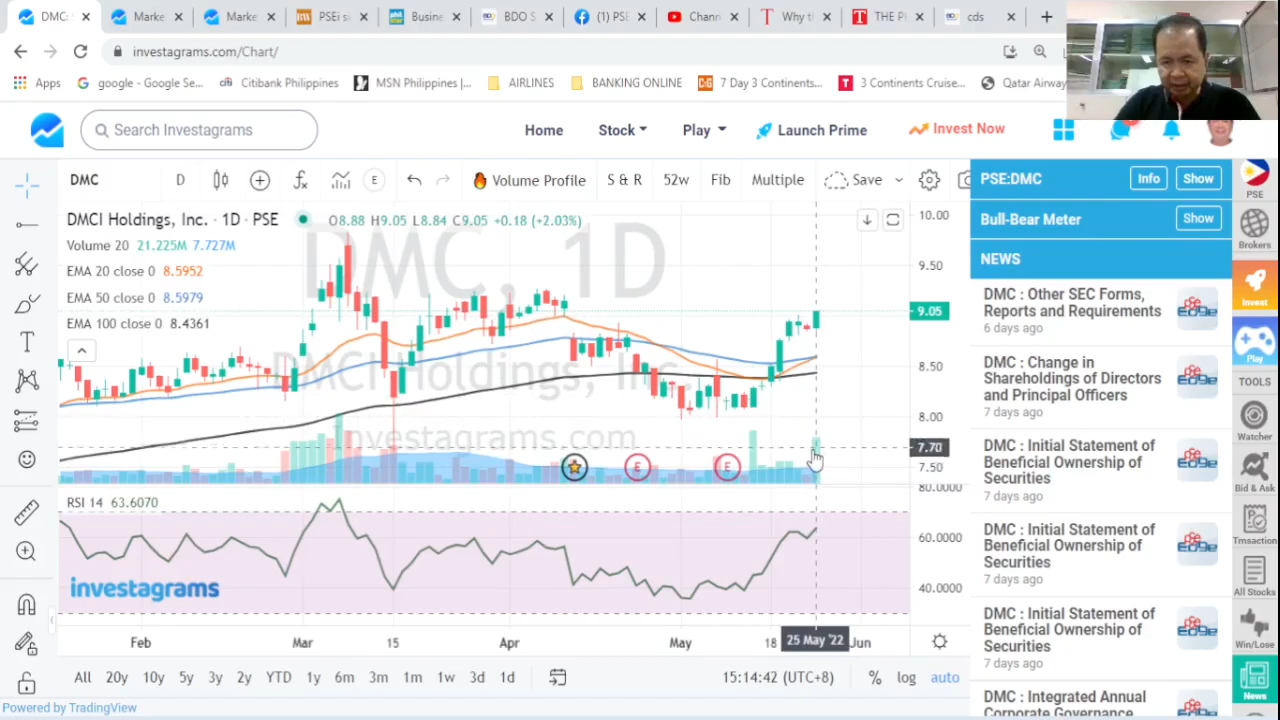 DMC:
Marke
Marke
PSEi s
Busine
BDO S
(1) PSE
Chann
Why ti
THE P
cds
investagrams.com/Chart/
Apps
google - Google Se...
Citibank Philippines
MSN Philippines |...
AIRLINES
BANKING ONLINE
7 Day 3 Continents...
3 Continents Cruise...
Qatar Airway
Search Investagrams
Home
Stock
Play
Launch Prime
Invest Now
DMC
D
E
Volume Profile
S & R
52w
Fib
Multiple
Save
DMCI Holdings, Inc. · 1D · PSE
O8.88 H9.05 L8.84 C9.05 +0.18 (+2.03%)
Volume 20 21.225M 7.727M
EMA 20 close 0 8.5952
EMA 50 close 0 8.5979
EMA 100 close 0 8.4361
DMC, 1D
DMCI Holdings, Inc.
investagrams.com
E
E
10.00
9.50
9.05
8.50
8.00
7.70
7.50
80.0000
RSI 14 63.6070
60.0000
40.0000
investagrams
Feb
Mar
15
Apr
May
18
25 May '22
Jun
All
20y
10y
5y
3y
2y
YTD
1y
6m
3m
1m
1w
3d
1d
15:14:42 (UTC+8)
%
log
auto
Powered by TradingView
PSE:DMC
Info
Show
Bull-Bear Meter
Show
NEWS
DMC : Other SEC Forms,
Reports and Requirements
6 days ago
DMC : Change in
Shareholdings of Directors
and Principal Officers
7 days ago
DMC : Initial Statement of
Beneficial Ownership of
Securities
7 days ago
DMC : Initial Statement of
Beneficial Ownership of
Securities
7 days ago
DMC : Initial Statement of
Beneficial Ownership of
Securities
7 days ago
DMC : Integrated Annual
Corporate Governance
PSE
Brokers
Invest
Play
TOOLS
Watcher
Bid & Ask
Trnsaction
All Stocks
Win/Lose
News